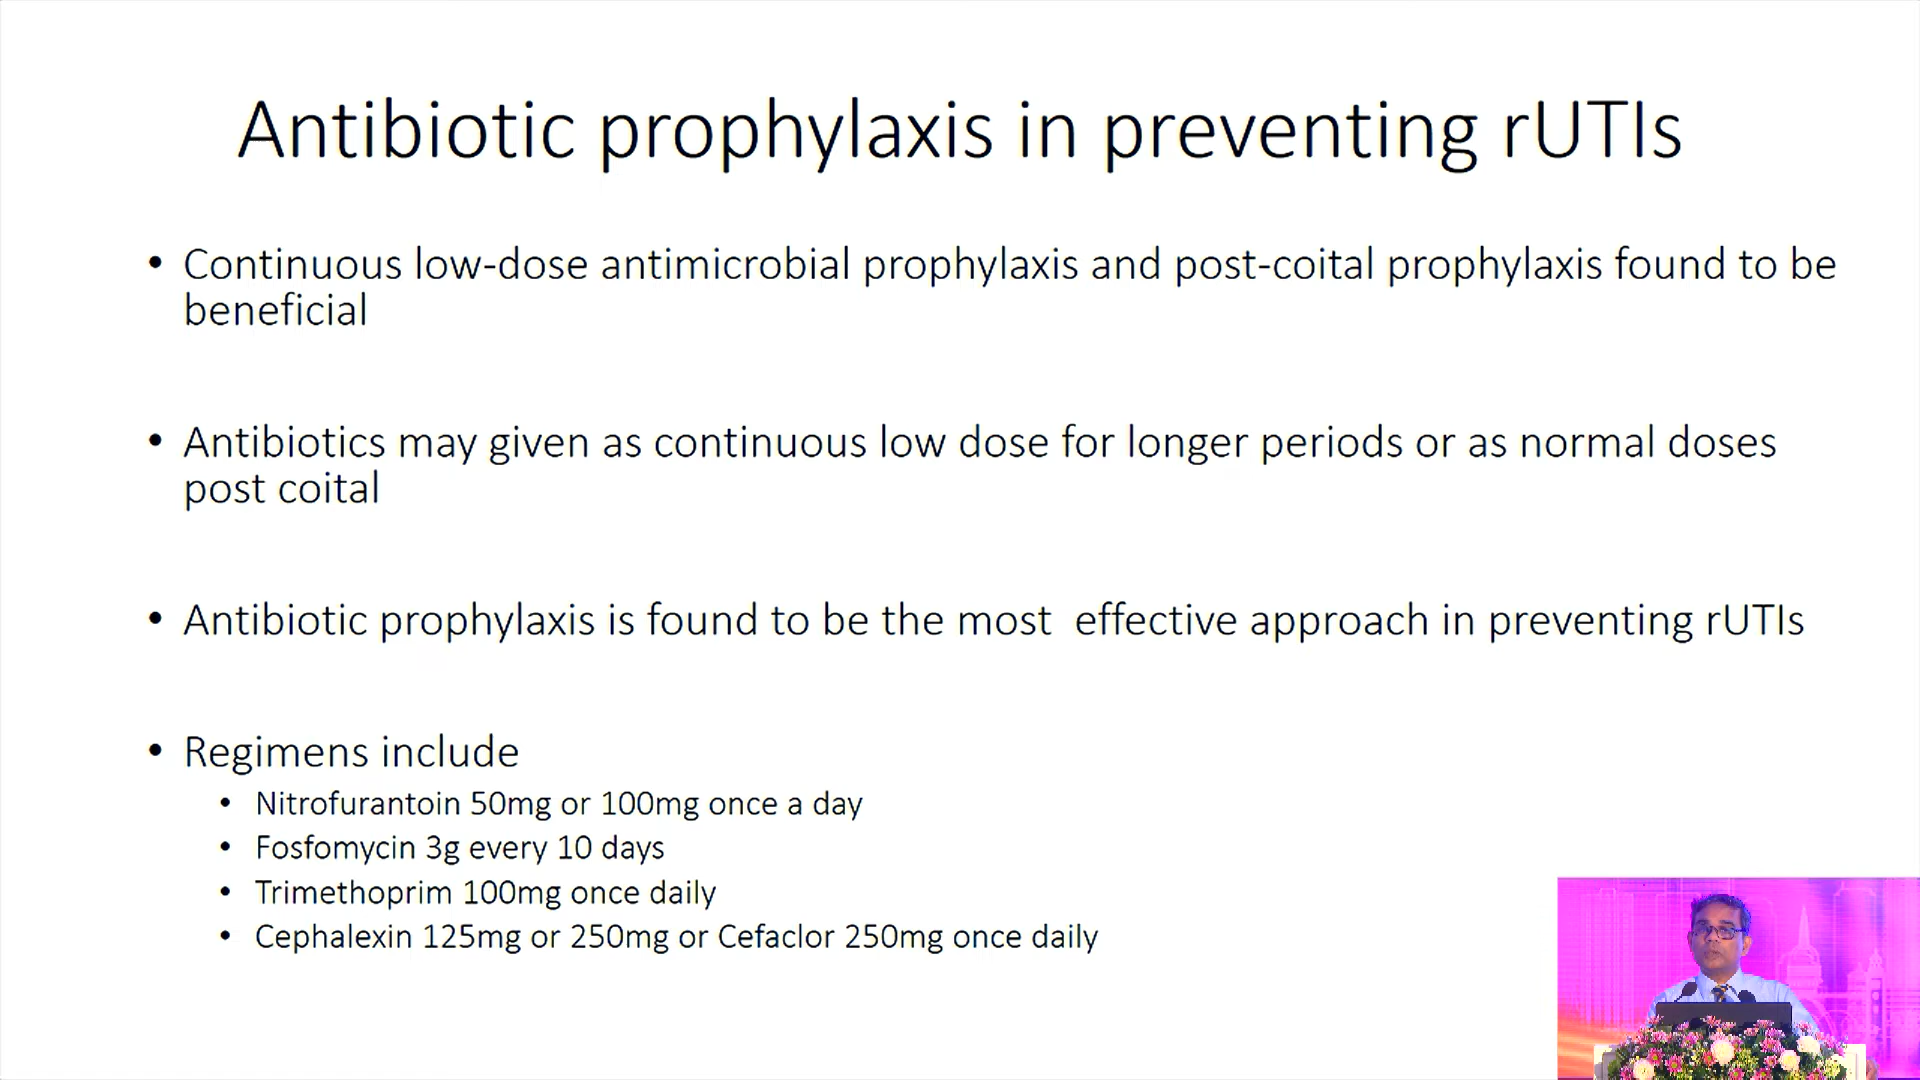 Antibiotic prophylaxis in preventing rUTIs
• Continuous low-dose antimicrobial prophylaxis and post-coital prophylaxis found to be
beneficial
• Antibiotics may given as continuous low dose for longer periods or as normal doses
post coital
• Antibiotic prophylaxis is found to be the most  effective approach in preventing rUTIs
• Regimens include
• Nitrofurantoin 50mg or 100mg once a day
• Fosfomycin 3g every 10 days
• Trimethoprim 100mg once daily
• Cephalexin 125mg or 250mg or Cefaclor 250mg once daily